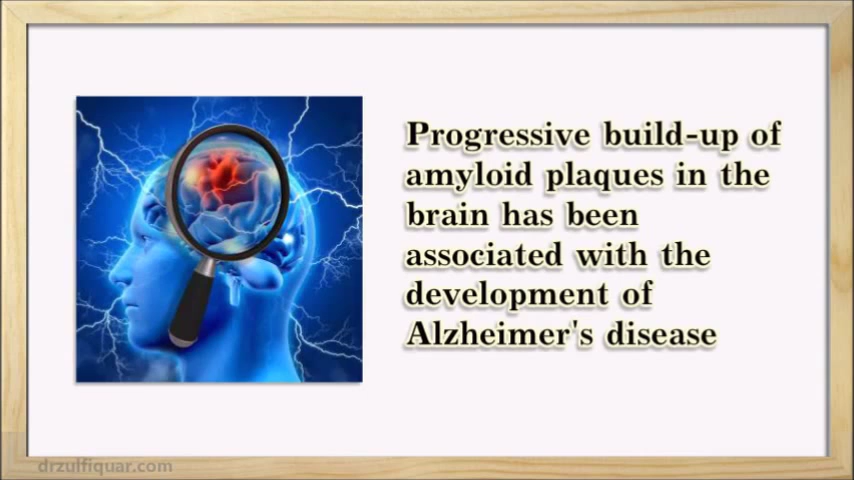 Progressive build-up of
amyloid plaques in the
brain has been
associated with the
development of
Alzheimer's disease
drzulfiquar.com